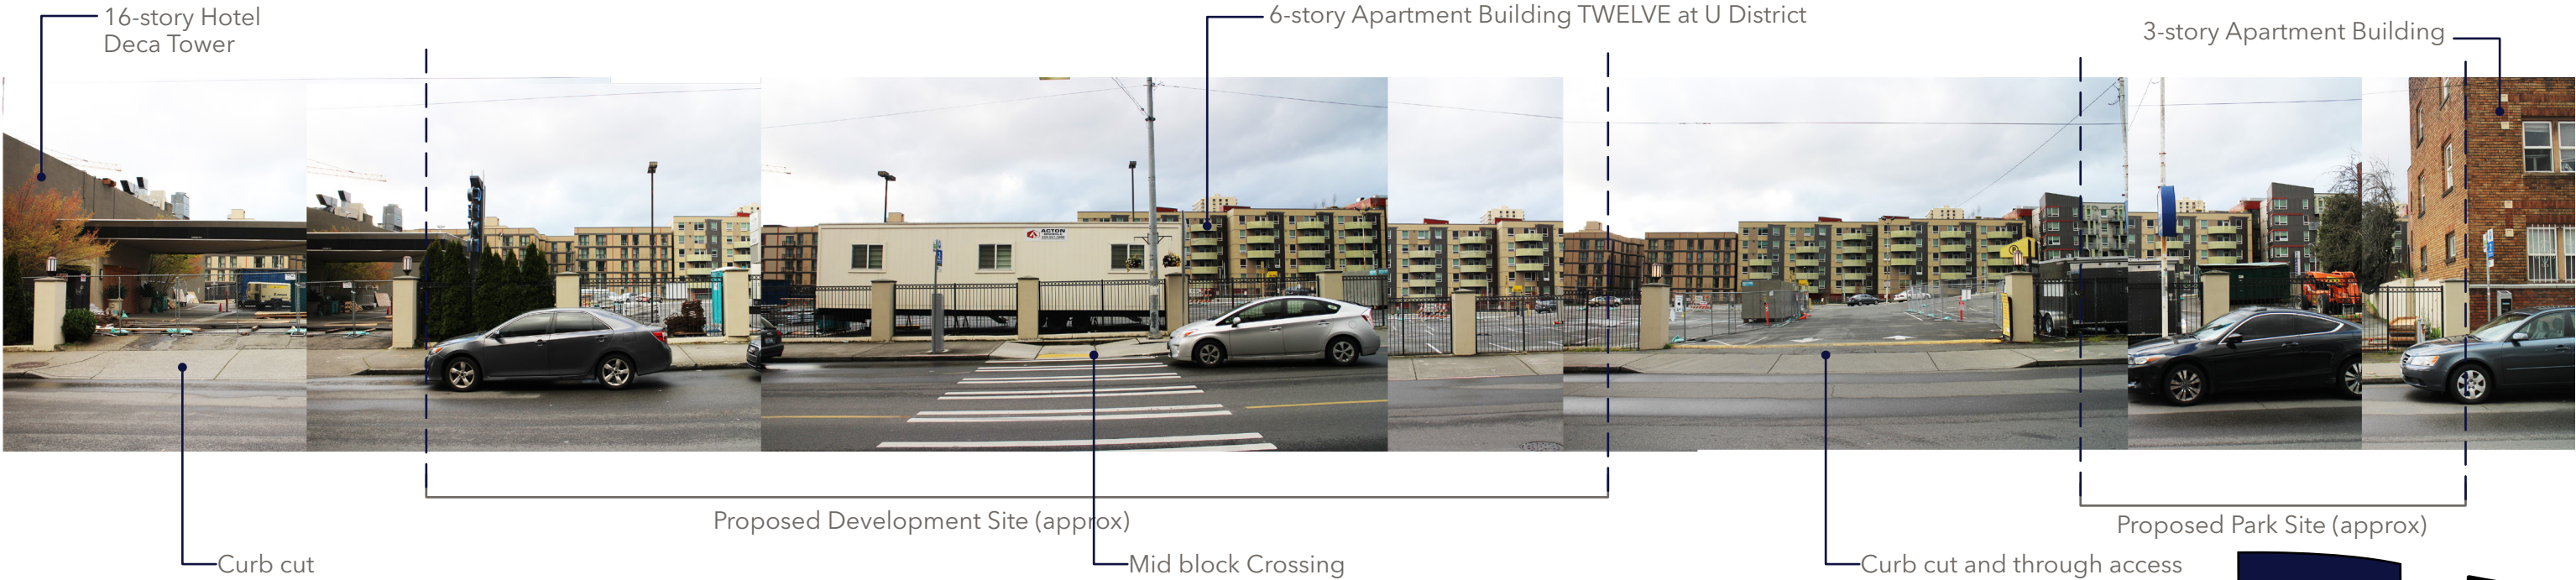 16-story Hotel
Deca Tower
6-story Apartment Building TWELVE at U District
3-story Apartment Building
ACTON
Proposed Development Site (approx)
Proposed Park Site (approx)
Curb cut
Mid block Crossing
Curb cut and through access